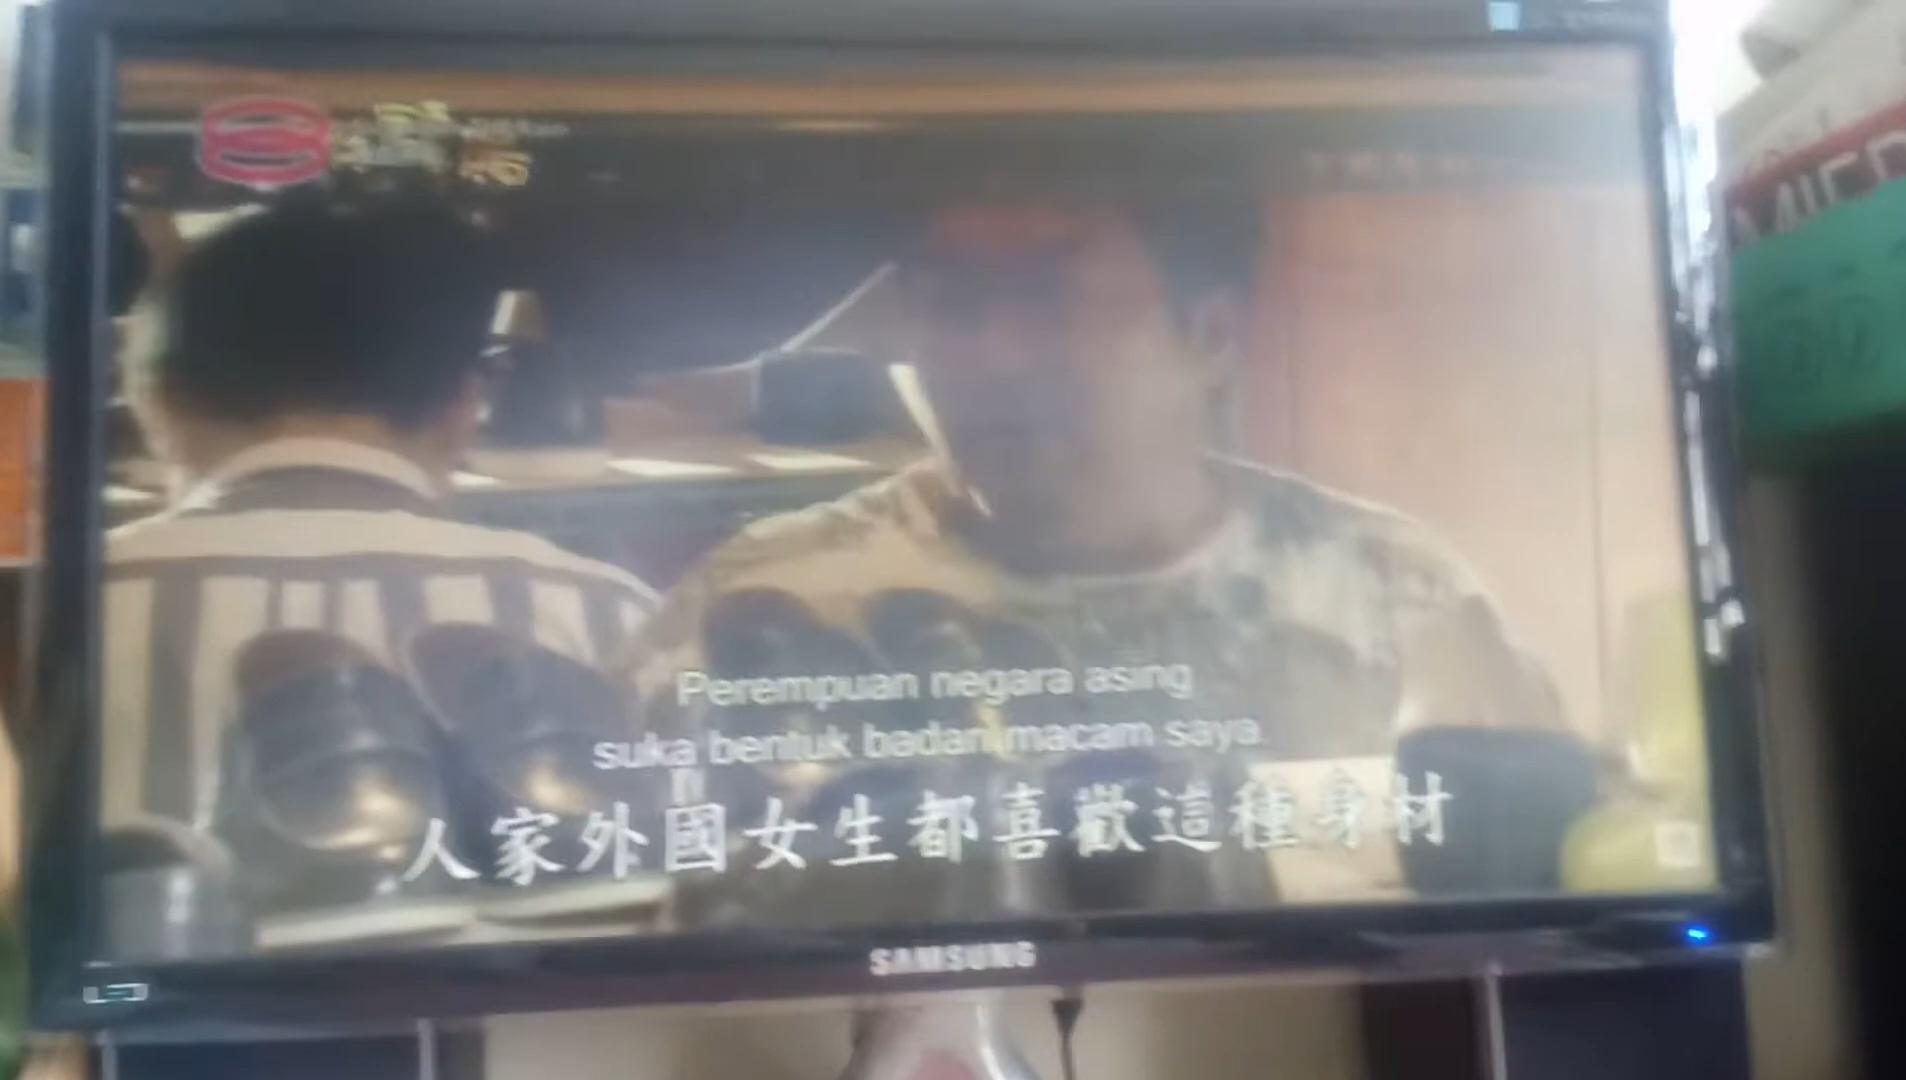 Perempuan negara asing
suka bentuk badan macam saya
人家外國女生都喜歡這種身材
SAMSUNG
LED